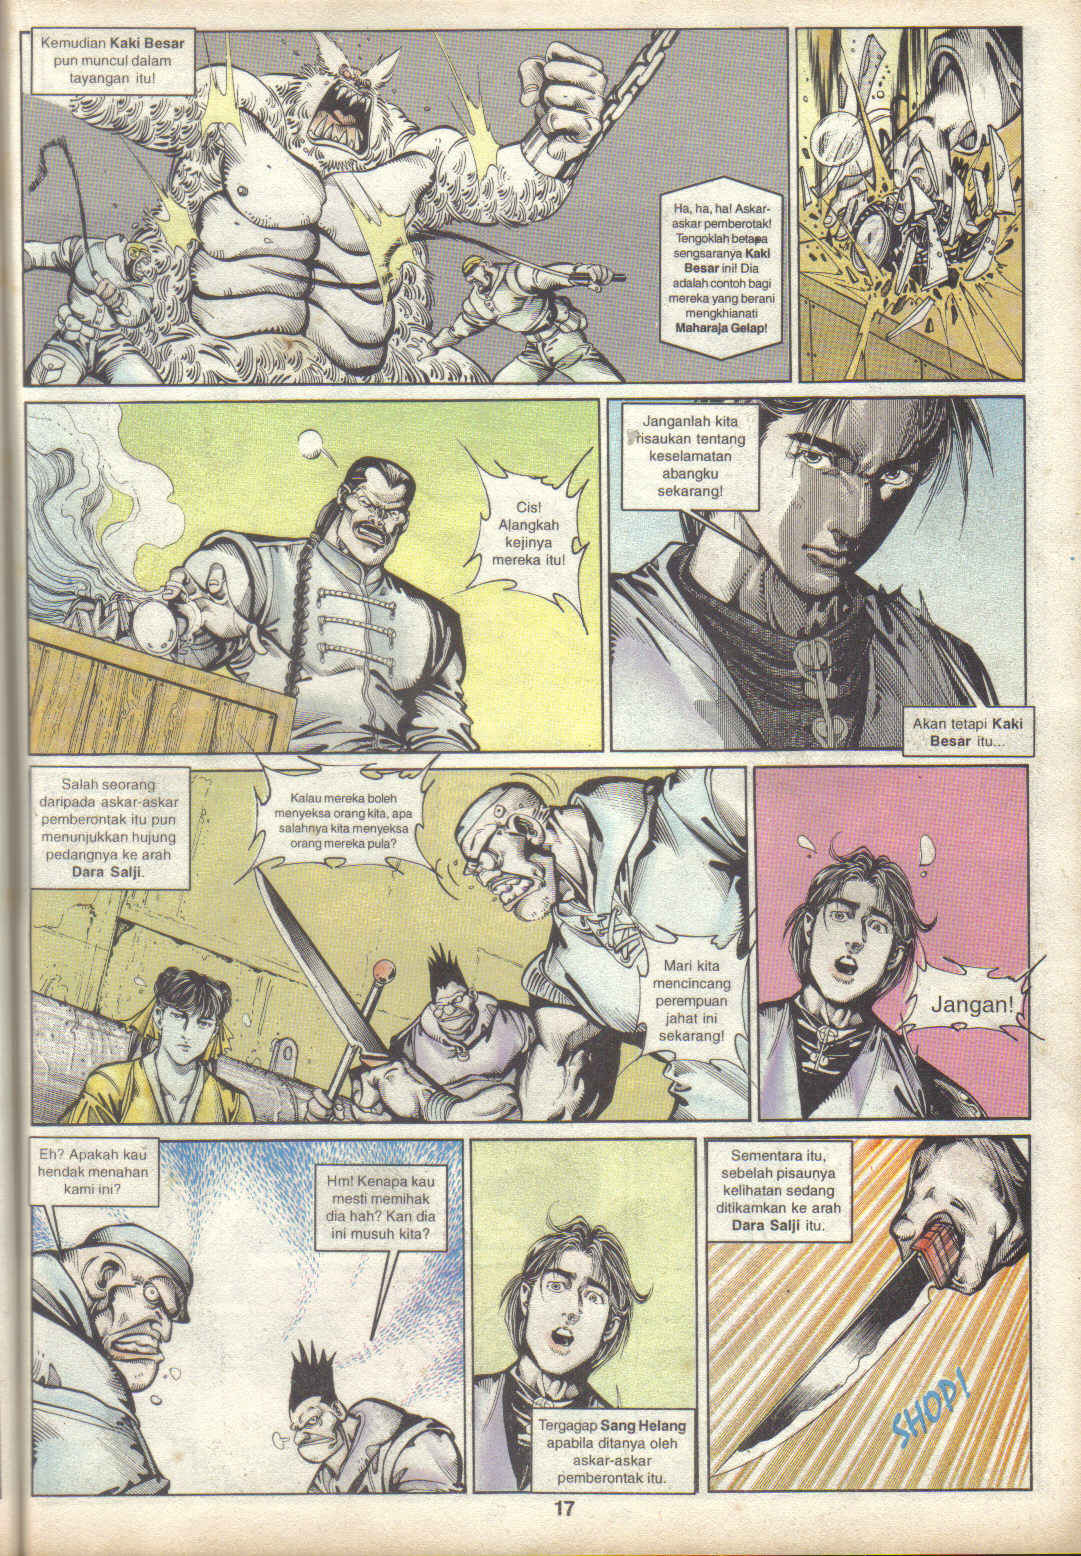 Kemudian Kaki Besar
pun muncul dalam
tayangan itu!
Ha, ha, ha! Askar-
askar pemberotak!
Tengoklah betapa
sengsaranya Kaki
Besar ini! Dia
adalah contoh bagi
mereka yang berani
mengkhianati
Maharaja Gelap!
Cis!
Alangkah
kejinya
mereka itu!
Janganlah kita
risaukan tentang
keselamatan
abangku
sekarang!
Akan tetapi Kaki
Besar itu...
Salah seorang
daripada askar-askar
pemberontak itu pun
menunjukkan hujung
pedangnya ke arah
Dara Salji.
Kalau mereka boleh
menyeksa orang kita, apa
salahnya kita menyeksa
orang mereka pula?
Mari kita
mencincang
perempuan
jahat ini
sekarang!
Jangan!
Eh? Apakah kau
hendak menahan
kami ini?
Hm! Kenapa kau
mesti memihak
dia hah? Kan dia
ini musuh kita?
Tergagap Sang Helang
apabila ditanya oleh
askar-askar
pemberontak itu.
Sementara itu,
sebelah pisaunya
kelihatan sedang
ditikamkan ke arah
Dara Salji itu.
SHOP!
17